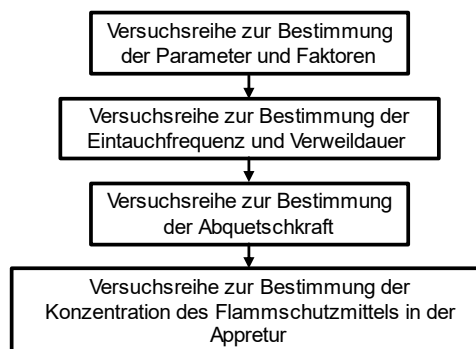 Versuchsreihe zur Bestimmung
der Parameter und Faktoren
Versuchsreihe zur Bestimmung der
Eintauchfrequenz und Verweildauer
Versuchsreihe zur Bestimmung
der Abquetschkraft
Versuchsreihe zur Bestimmung der
Konzentration des Flammschutzmittels in der
Appretur